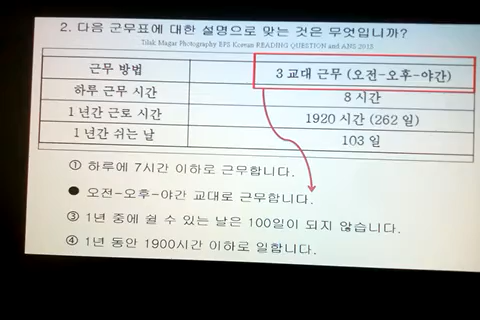 2. 다음 근무표에 대한 설명으로 맞는 것은 무엇입니까?
Tilak Magar Photography EPS Korean READING QUESTION and ANS 2015
근무 방법 3 교대 근무 (오전-오후-야간)
하루 근무 시간 8 시간
1 년간 근로 시간 1920 시간 (262 일)
1 년간 쉬는 날 103 일
① 하루에 7시간 이하로 근무합니다.
● 오전-오후-야간 교대로 근무합니다.
③ 1년 중에 쉴 수 있는 날은 100일이 되지 않습니다.
④ 1년 동안 1900시간 이하로 일합니다.